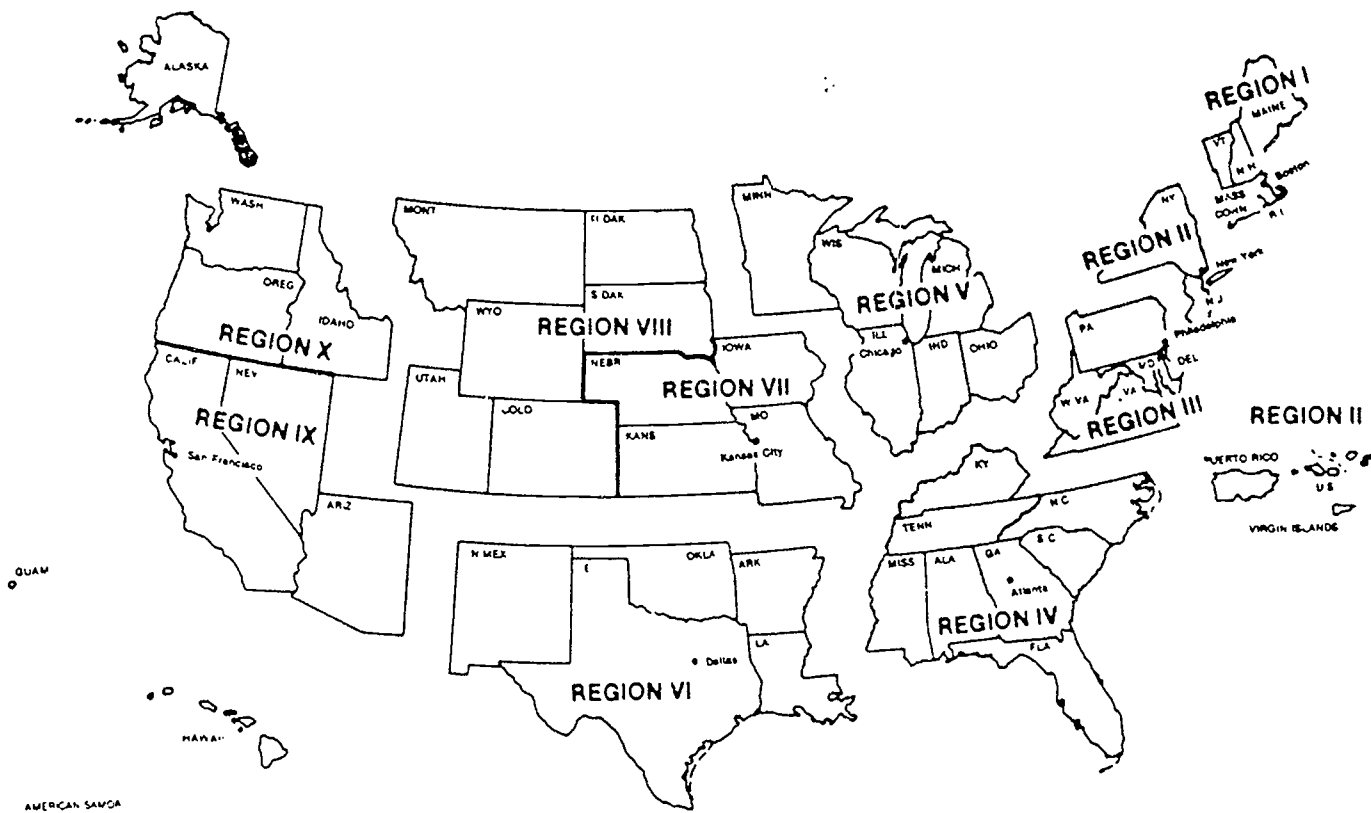 ALASKA
REGION I
MAINE
VT
N.H.
Boston
MASS
CONN
R.I.
WASH
MONT
N DAK
MINN
NY
REGION II
New York
N J
WIS
MICH
REGION V
OREG
IDAHO
REGION X
WYO
S DAK
REGION VIII
PA
Philadelphia
ILL
Chicago
IND
OHIO
IOWA
NEBR
REGION VII
CALIF
NEV
REGION IX
San Francisco
UTAH
COLO
MO
KANS
Kansas City
MD
DEL
W VA
VA
REGION III
REGION II
PUERTO RICO
U S
VIRGIN ISLANDS
KY
ARIZ
TENN
N.C.
S C
N MEX
OKLA
ARK
MISS
ALA
GA
Atlanta
REGION IV
FLA
GUAM
LA
Dallas
REGION VI
HAWAII
AMERICAN SAMOA